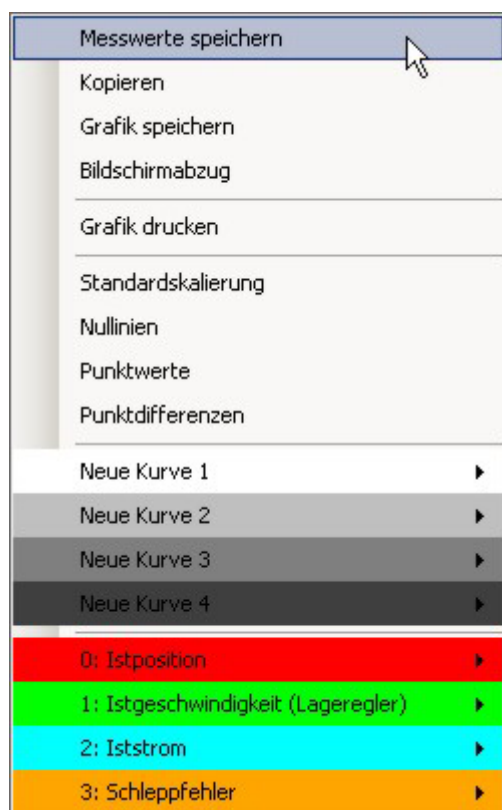 Messwerte speichern
Kopieren
Grafik speichern
Bildschirmabzug
Grafik drucken
Standardskalierung
Nullinien
Punktwerte
Punktdifferenzen
Neue Kurve 1
Neue Kurve 2
Neue Kurve 3
Neue Kurve 4
0: Istposition
1: Istgeschwindigkeit (Lageregler)
2: Iststrom
3: Schleppfehler